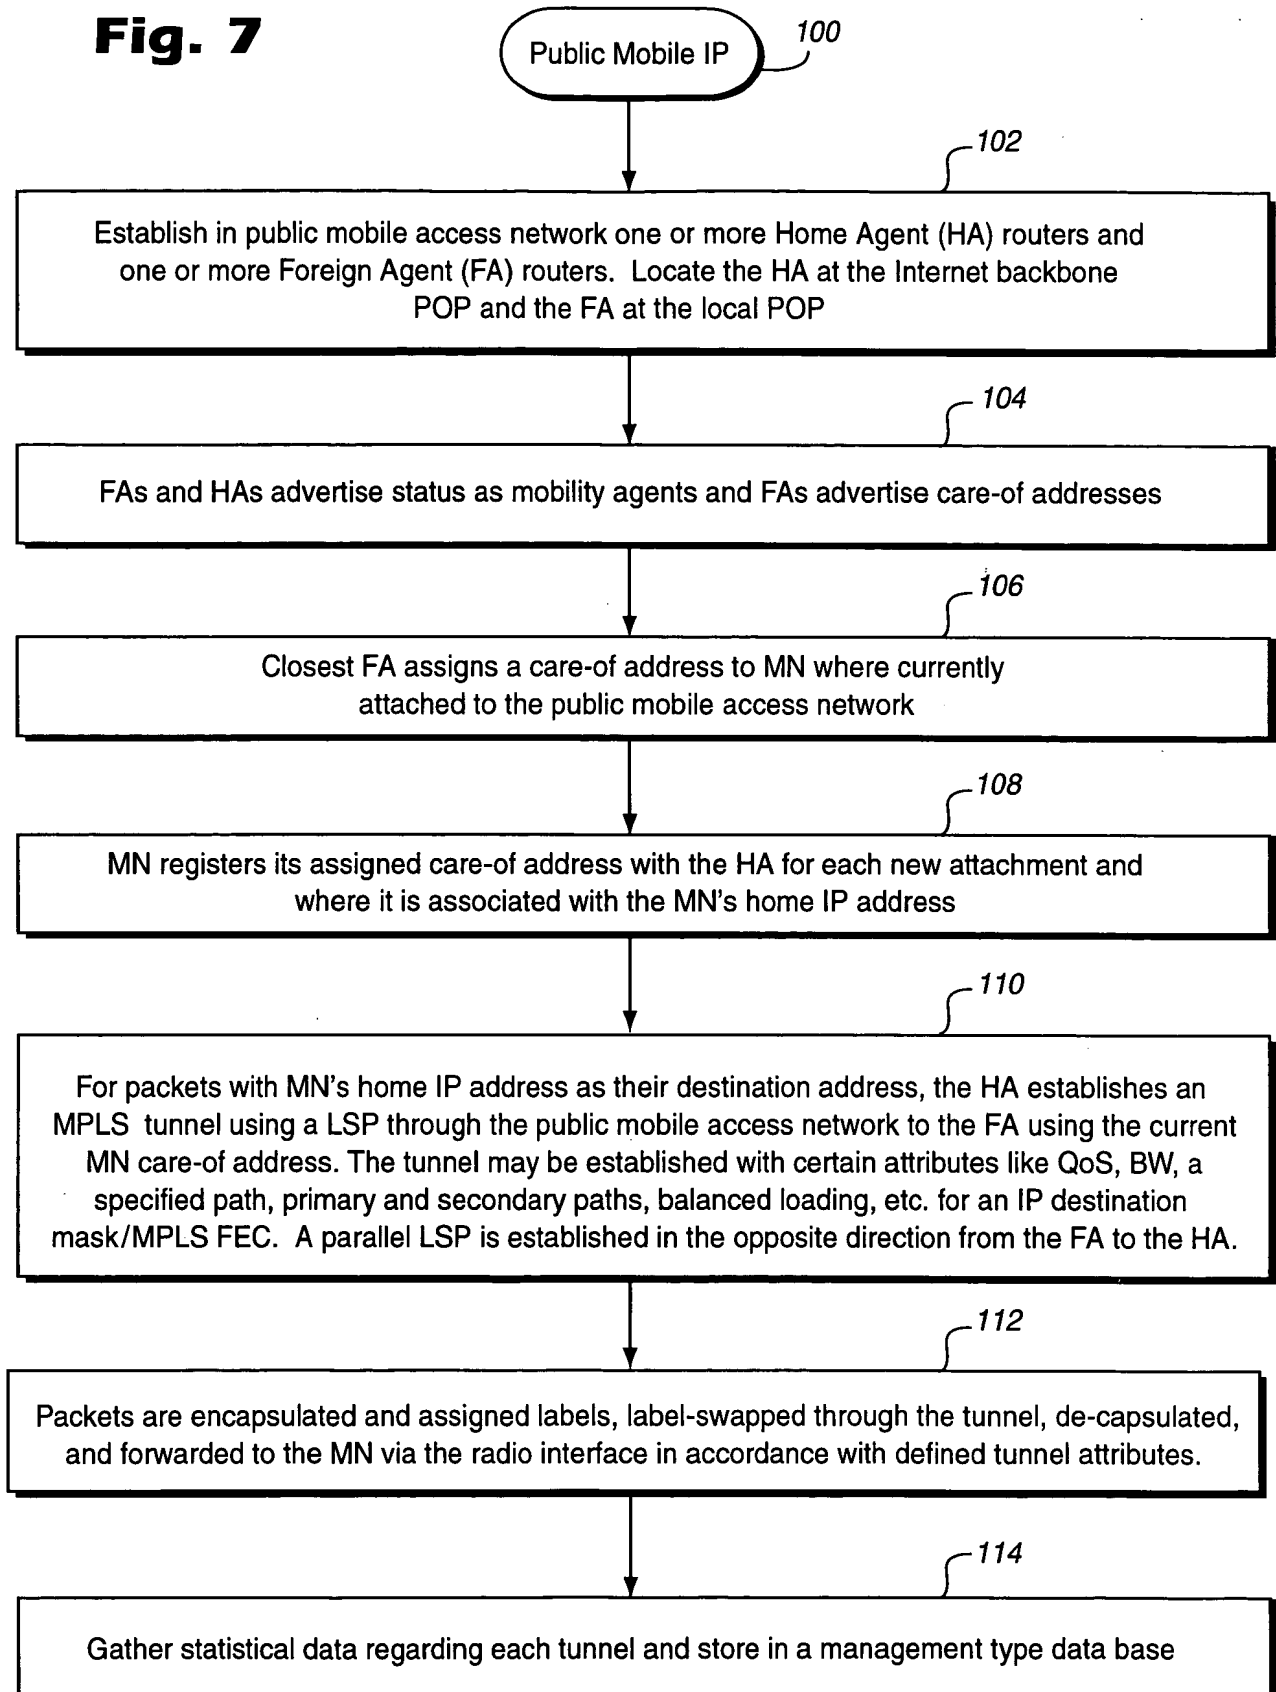 Fig. 7
Public Mobile IP
100
102
Establish in public mobile access network one or more Home Agent (HA) routers and
one or more Foreign Agent (FA) routers. Locate the HA at the Internet backbone
POP and the FA at the local POP
104
FAs and HAs advertise status as mobility agents and FAs advertise care-of addresses
106
Closest FA assigns a care-of address to MN where currently
attached to the public mobile access network
108
MN registers its assigned care-of address with the HA for each new attachment and
where it is associated with the MN's home IP address
110
For packets with MN's home IP address as their destination address, the HA establishes an
MPLS tunnel using a LSP through the public mobile access network to the FA using the current
MN care-of address. The tunnel may be established with certain attributes like QoS, BW, a
specified path, primary and secondary paths, balanced loading, etc. for an IP destination
mask/MPLS FEC. A parallel LSP is established in the opposite direction from the FA to the HA.
112
Packets are encapsulated and assigned labels, label-swapped through the tunnel, de-capsulated,
and forwarded to the MN via the radio interface in accordance with defined tunnel attributes.
114
Gather statistical data regarding each tunnel and store in a management type data base